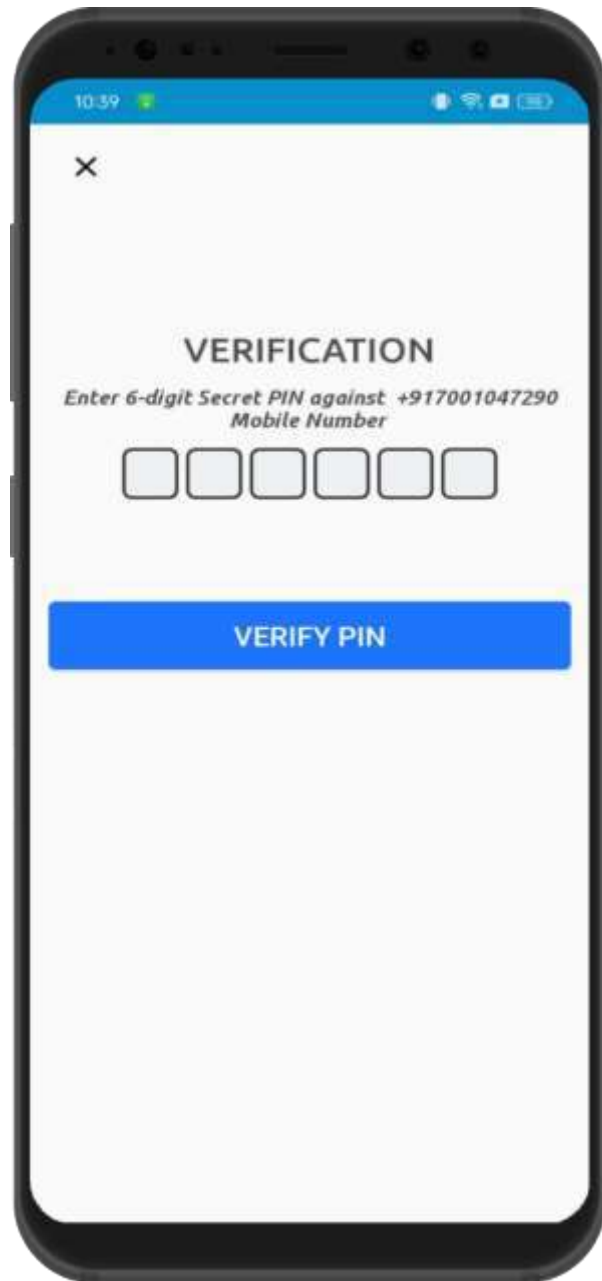 10:39
VERIFICATION
Enter 6-digit Secret PIN against +917001047290
Mobile Number
VERIFY PIN